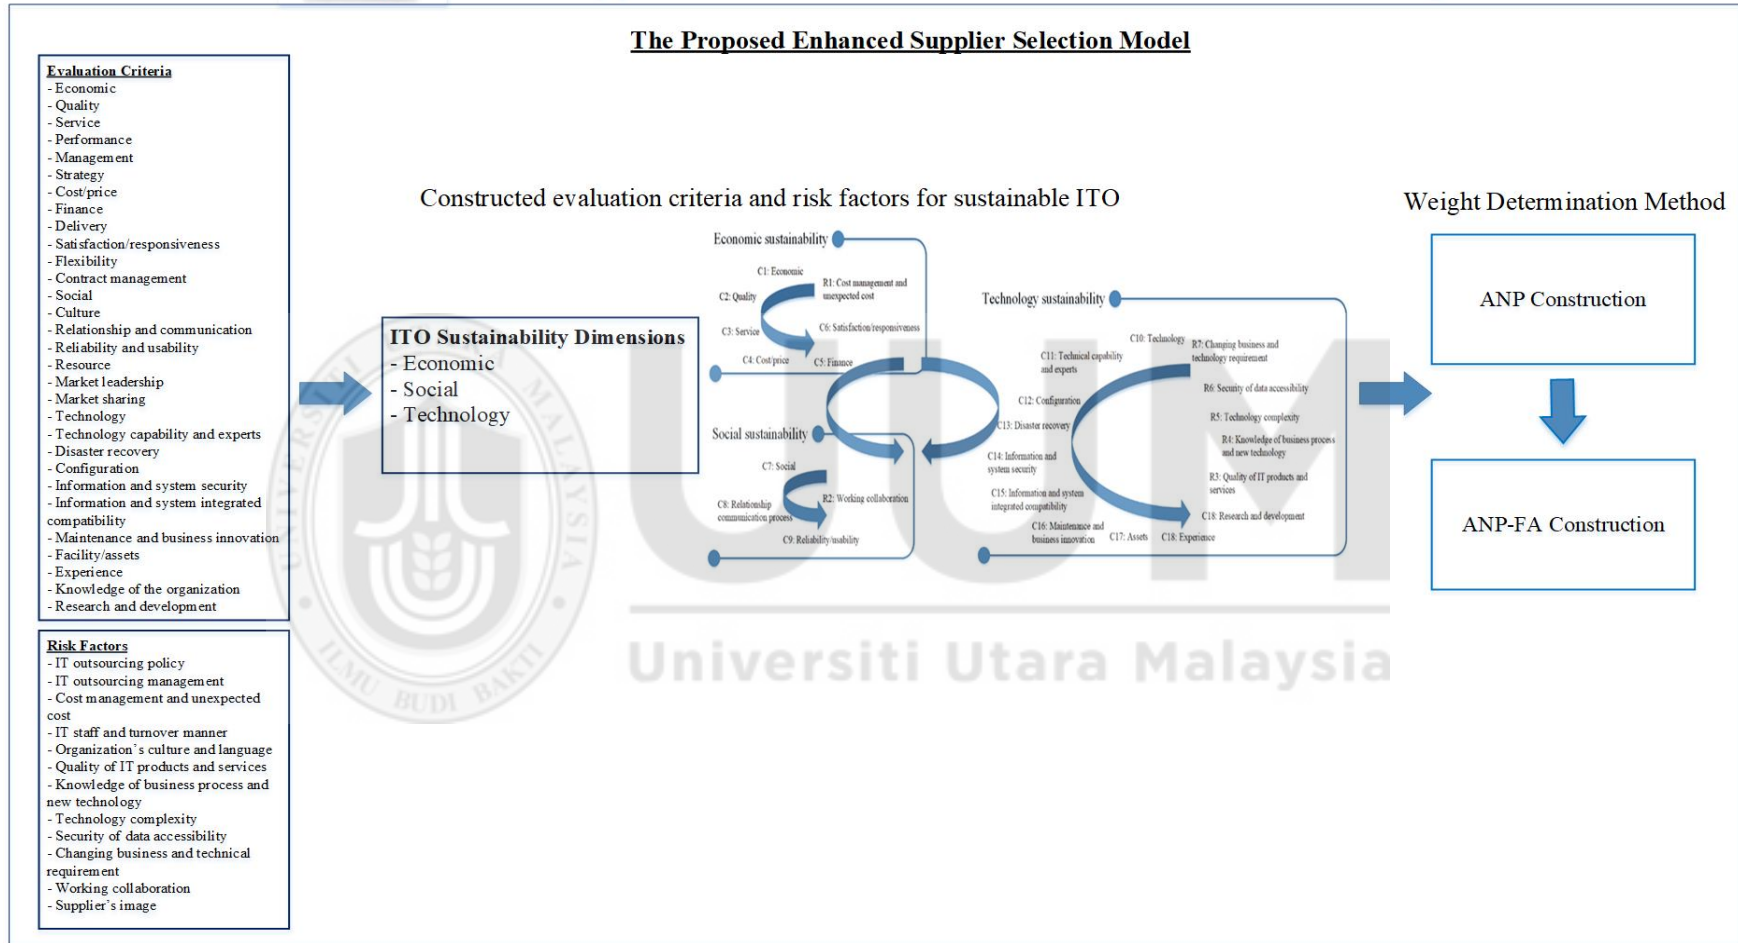 The Proposed Enhanced Supplier Selection Model
Evaluation Criteria
- Economic
- Quality
- Service
- Performance
- Management
- Strategy
- Cost/price
- Finance
- Delivery
- Satisfaction/responsiveness
- Flexibility
- Contract management
- Social
- Culture
- Relationship and communication
- Reliability and usability
- Resource
- Market leadership
- Market sharing
- Technology
- Technology capability and experts
- Disaster recovery
- Configuration
- Information and system security
- Information and system integrated
compatibility
- Maintenance and business innovation
- Facility/assets
- Experience
- Knowledge of the organization
- Research and development
Risk Factors
- IT outsourcing policy
- IT outsourcing management
- Cost management and unexpected
cost
- IT staff and turnover manner
- Organization's culture and language
- Quality of IT products and services
- Knowledge of business process and
new technology
- Technology complexity
- Security of data accessibility
- Changing business and technical
requirement
- Working collaboration
- Supplier's image
ITO Sustainability Dimensions
- Economic
- Social
- Technology
Constructed evaluation criteria and risk factors for sustainable ITO
Economic sustainability
C1: Economic
R1: Cost management and
unexpected cost
C2: Quality
C3: Service
C6: Satisfaction/responsiveness
C4: Cost/price
C5: Finance
Social sustainability
C7: Social
C8: Relationship
communication process
R2: Working collaboration
C9: Reliability/usability
Technology sustainability
C10: Technology
R7: Changing business and
technology requirement
C11: Technical capability
and experts
R6: Security of data accessibility
C12: Configuration
R5: Technology complexity
C13: Disaster recovery
R4: Knowledge of business process
and new technology
C14: Information and
system security
R3: Quality of IT products and
services
C15: Information and system
integrated compatibility
C18: Research and development
C16: Maintenance and
business innovation
C17: Assets
C18: Experience
Weight Determination Method
ANP Construction
ANP-FA Construction
UUM
Universiti Utara Malaysia
UNIVERSITI UTARA MALAYSIA
ILMU BUDI BAKTI